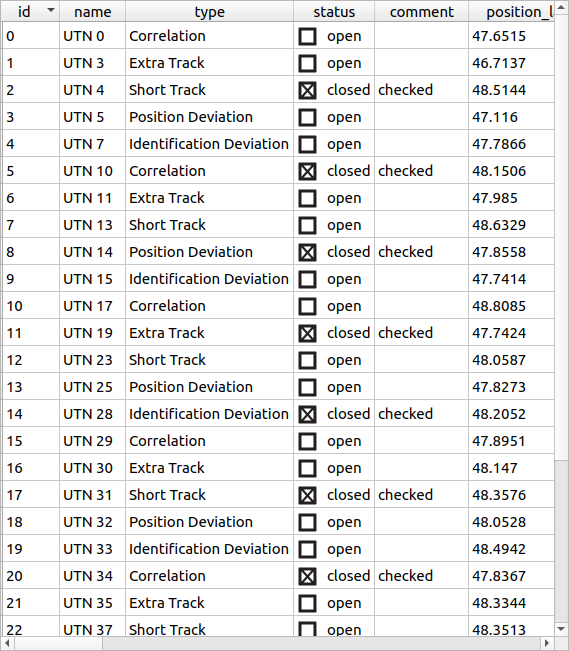 id name type status comment position_l
0 UTN 0 Correlation open 47.6515
1 UTN 3 Extra Track open 46.7137
2 UTN 4 Short Track closed checked 48.5144
3 UTN 5 Position Deviation open 47.116
4 UTN 7 Identification Deviation open 47.7866
5 UTN 10 Correlation closed checked 48.1506
6 UTN 11 Extra Track open 47.985
7 UTN 13 Short Track open 48.6329
8 UTN 14 Position Deviation closed checked 47.8558
9 UTN 15 Identification Deviation open 47.7414
10 UTN 17 Correlation open 48.8085
11 UTN 19 Extra Track closed checked 47.7424
12 UTN 23 Short Track open 48.0587
13 UTN 25 Position Deviation open 47.8273
14 UTN 28 Identification Deviation closed checked 48.2052
15 UTN 29 Correlation open 47.8951
16 UTN 30 Extra Track open 48.147
17 UTN 31 Short Track closed checked 48.3576
18 UTN 32 Position Deviation open 48.0528
19 UTN 33 Identification Deviation open 48.4942
20 UTN 34 Correlation closed checked 47.8367
21 UTN 35 Extra Track open 48.3344
22 UTN 37 Short Track open 48.3513